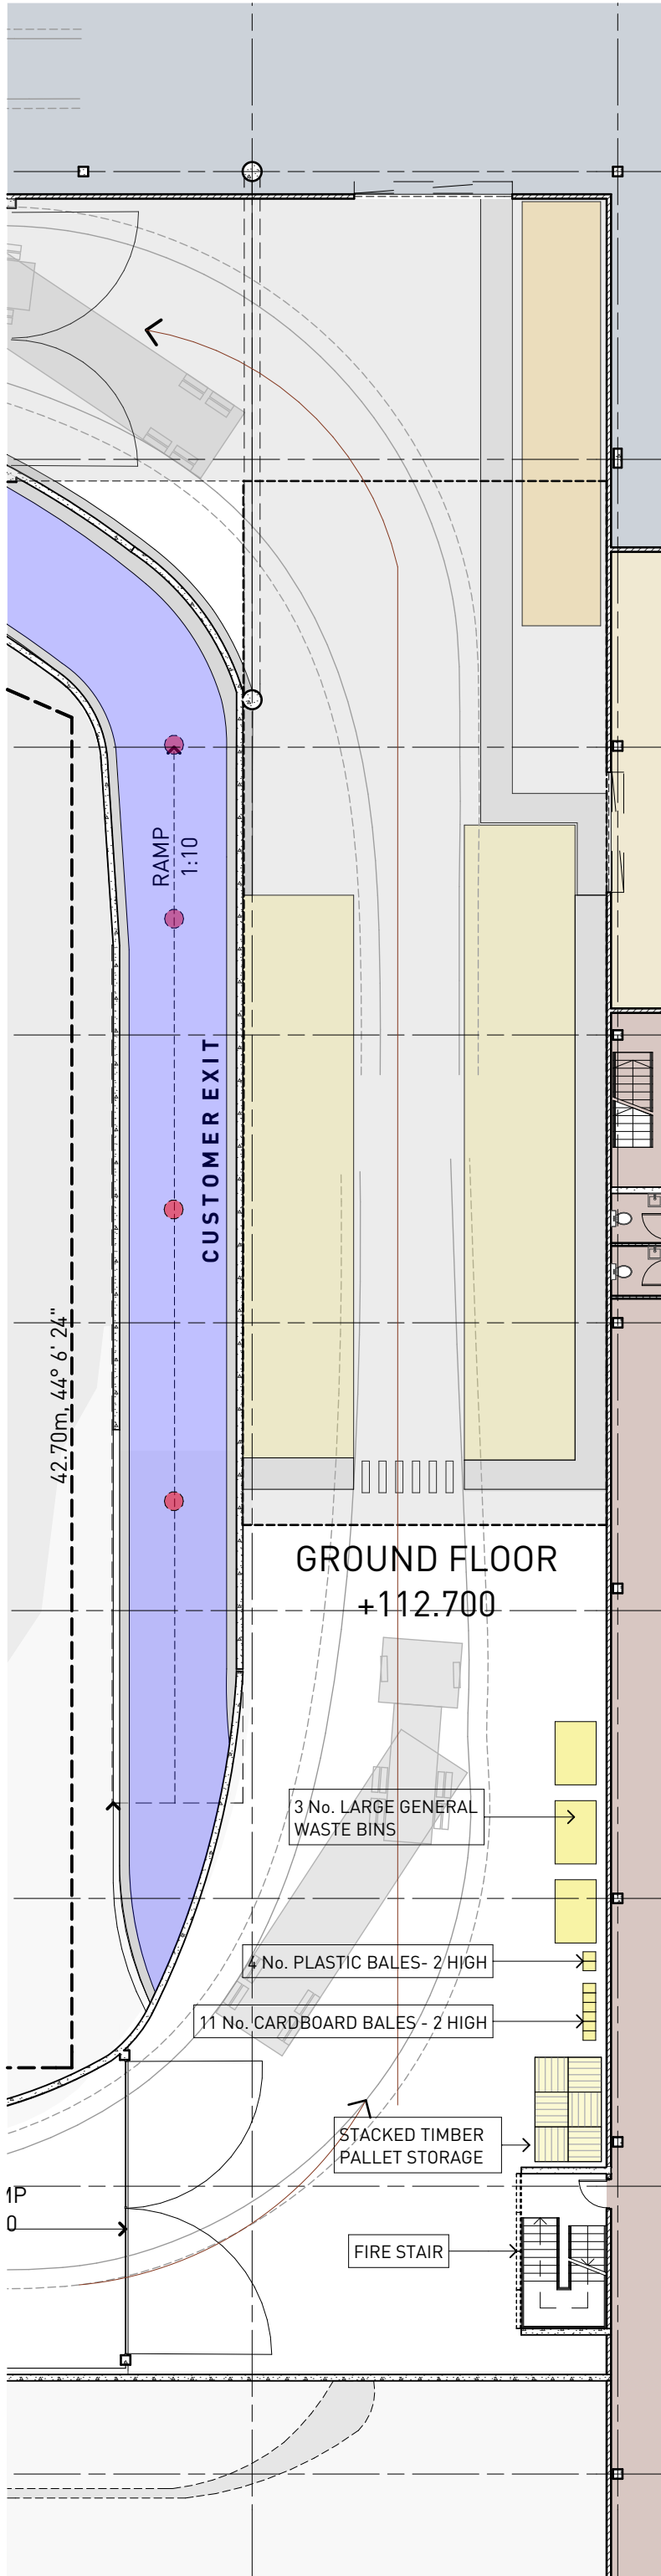 RAMP
1:10
CUSTOMER EXIT
42.70m, 44° 6' 24"
GROUND FLOOR
+112.700
3 No. LARGE GENERAL
WASTE BINS
4 No. PLASTIC BALES- 2 HIGH
11 No. CARDBOARD BALES - 2 HIGH
STACKED TIMBER
PALLET STORAGE
MP
0
FIRE STAIR